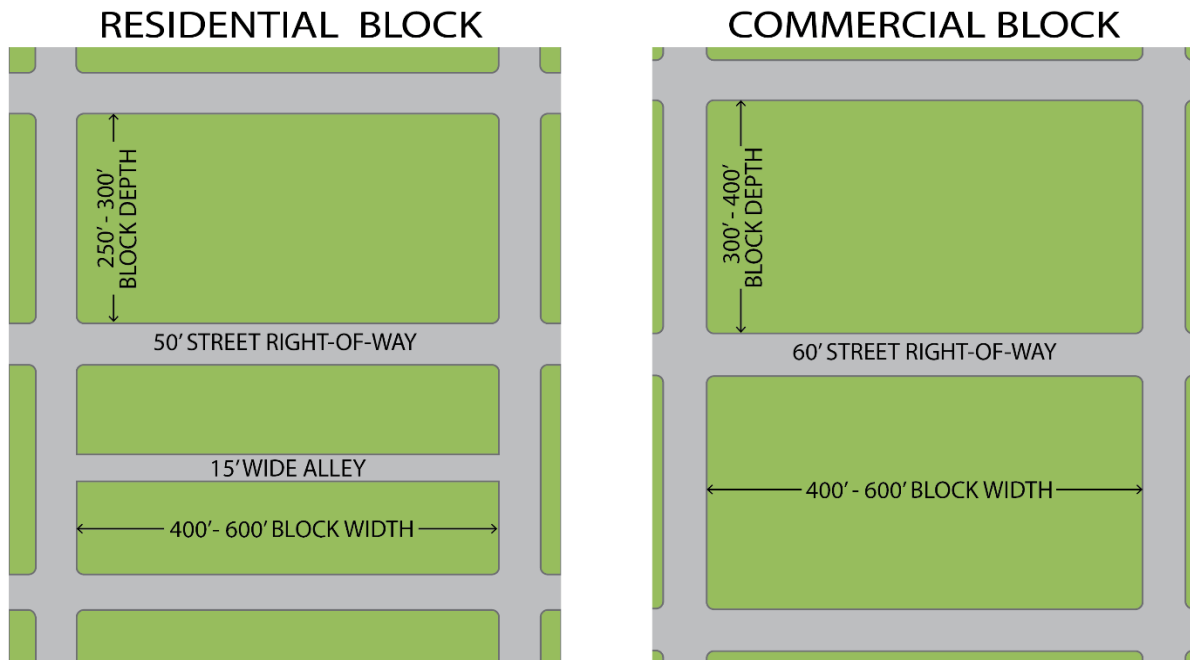 RESIDENTIAL BLOCK
250' - 300'
BLOCK DEPTH
50' STREET RIGHT-OF-WAY
15' WIDE ALLEY
400'- 600' BLOCK WIDTH
COMMERCIAL BLOCK
300' - 400'
BLOCK DEPTH
60' STREET RIGHT-OF-WAY
400' - 600' BLOCK WIDTH